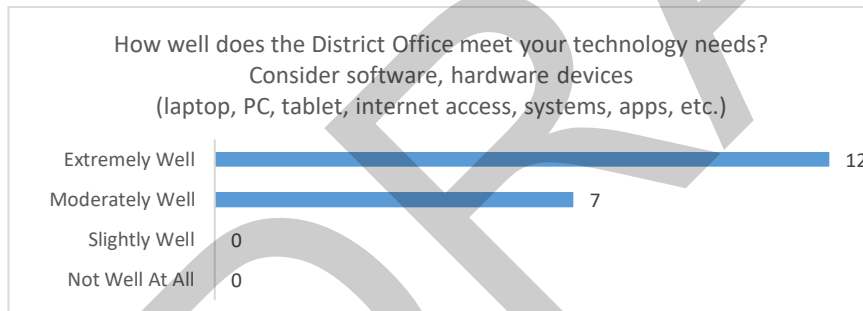 How well does the District Office meet your technology needs?
Consider software, hardware devices
(laptop, PC, tablet, internet access, systems, apps, etc.)
Extremely Well 12
Moderately Well 7
Slightly Well 0
Not Well At All 0